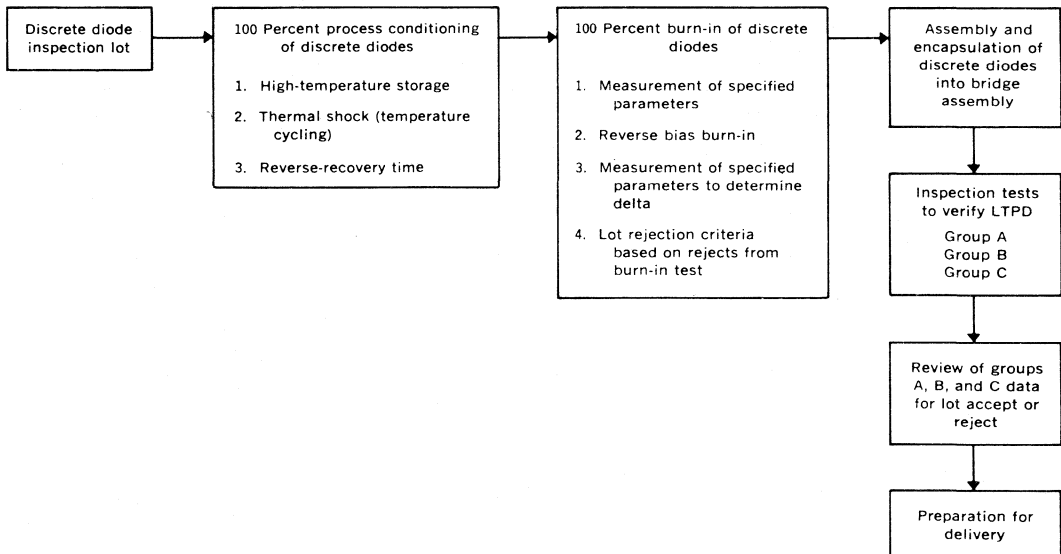 Discrete diode
inspection lot
100 Percent process conditioning
of discrete diodes
1. High-temperature storage
2. Thermal shock (temperature
cycling)
3. Reverse-recovery time
100 Percent burn-in of discrete
diodes
1. Measurement of specified
parameters
2. Reverse bias burn-in
3. Measurement of specified
parameters to determine
delta
4. Lot rejection criteria
based on rejects from
burn-in test
Assembly and
encapsulation of
discrete diodes
into bridge
assembly
Inspection tests
to verify LTPD
Group A
Group B
Group C
Review of groups
A, B, and C data
for lot accept or
reject
Preparation for
delivery